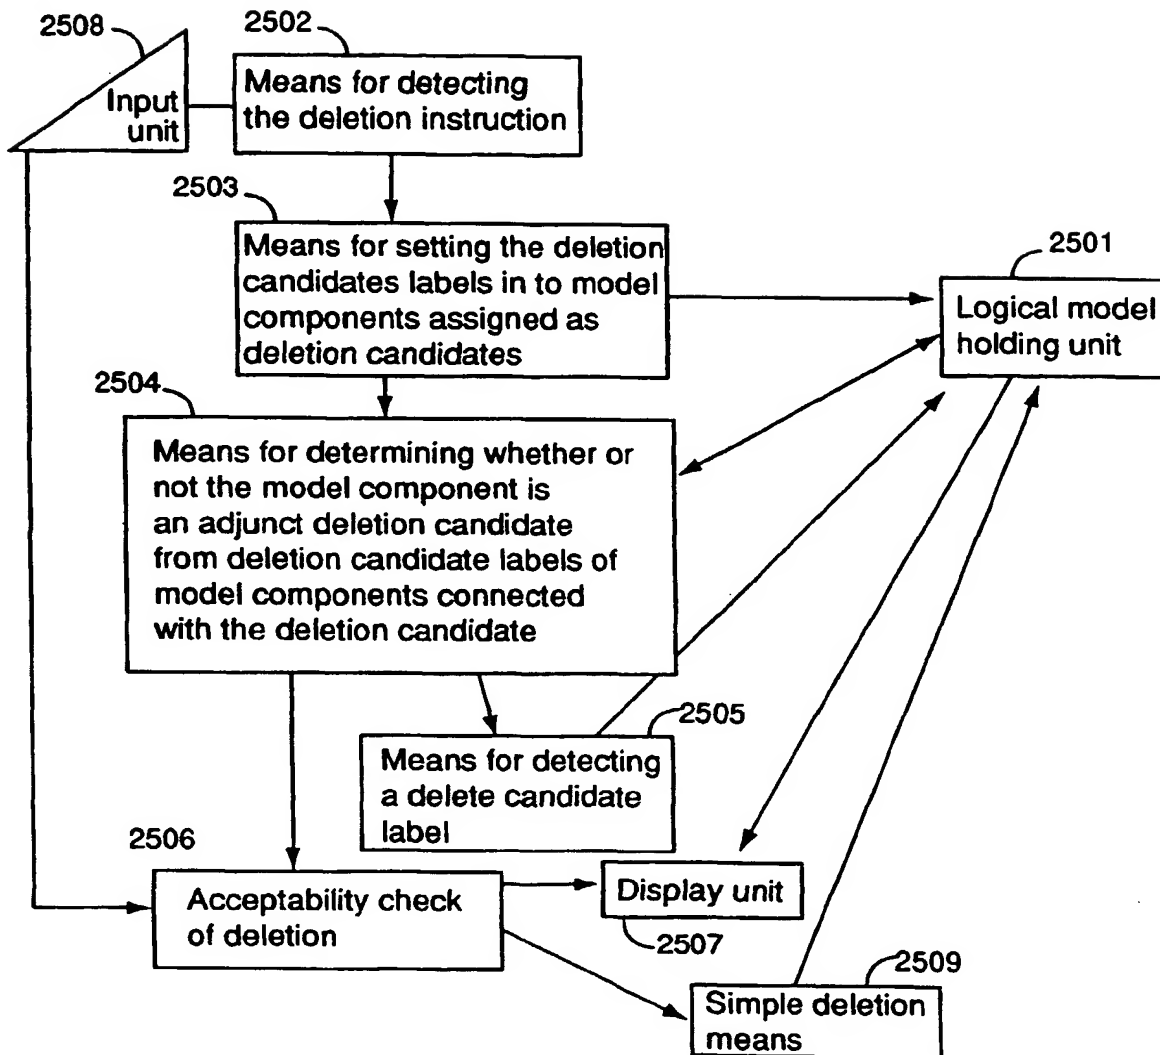 2508
Input
unit
2502
Means for detecting
the deletion instruction
2503
Means for setting the deletion
candidates labels in to model
components assigned as
deletion candidates
2501
Logical model
holding unit
2504
Means for determining whether or
not the model component is
an adjunct deletion candidate
from deletion candidate labels of
model components connected
with the deletion candidate
2505
Means for detecting
a delete candidate
label
2506
Acceptability check
of deletion
Display unit
2507
2509
Simple deletion
means